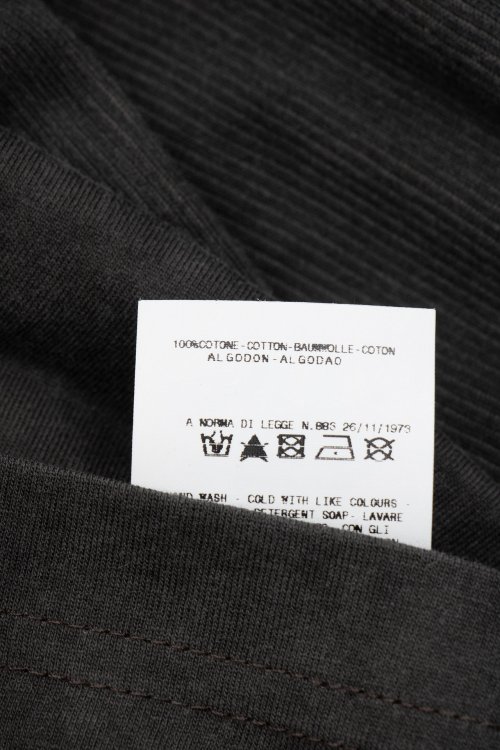 100%COTONE-COTTON-BAUMWOLLE-COTON
ALGODON-ALGODAO
A NORMA DI LEGGE N.883 26/11/1973
HAND WASH - COLD WITH LIKE COLOURS -
DETERGENT SOAP- LAVARE
CON GLI